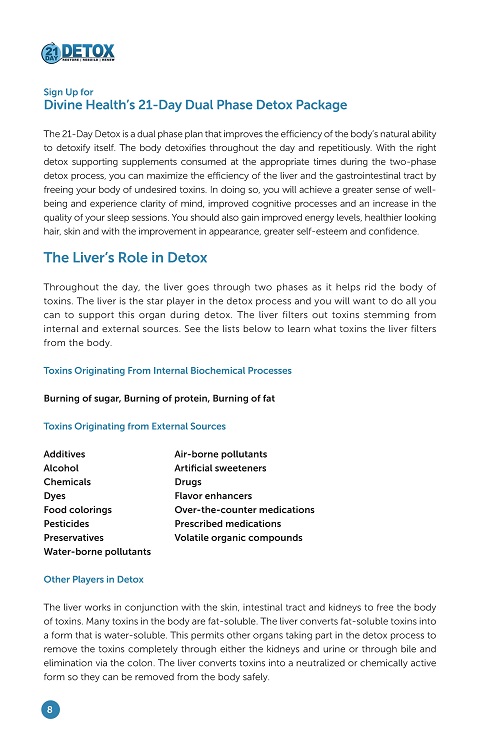 21 DETOX
DAY RESTORE | REBUILD | RENEW
Sign Up for
Divine Health's 21-Day Dual Phase Detox Package
The 21-Day Detox is a dual phase plan that improves the efficiency of the body's natural ability
to detoxify itself. The body detoxifies throughout the day and repetitiously. With the right
detox supporting supplements consumed at the appropriate times during the two-phase
detox process, you can maximize the efficiency of the liver and the gastrointestinal tract by
freeing your body of undesired toxins. In doing so, you will achieve a greater sense of well-
being and experience clarity of mind, improved cognitive processes and an increase in the
quality of your sleep sessions. You should also gain improved energy levels, healthier looking
hair, skin and with the improvement in appearance, greater self-esteem and confidence.
The Liver's Role in Detox
Throughout the day, the liver goes through two phases as it helps rid the body of
toxins. The liver is the star player in the detox process and you will want to do all you
can to support this organ during detox. The liver filters out toxins stemming from
internal and external sources. See the lists below to learn what toxins the liver filters
from the body.
Toxins Originating From Internal Biochemical Processes
Burning of sugar, Burning of protein, Burning of fat
Toxins Originating from External Sources
Additives
Alcohol
Chemicals
Dyes
Food colorings
Pesticides
Preservatives
Water-borne pollutants
Air-borne pollutants
Artificial sweeteners
Drugs
Flavor enhancers
Over-the-counter medications
Prescribed medications
Volatile organic compounds
Other Players in Detox
The liver works in conjunction with the skin, intestinal tract and kidneys to free the body
of toxins. Many toxins in the body are fat-soluble. The liver converts fat-soluble toxins into
a form that is water-soluble. This permits other organs taking part in the detox process to
remove the toxins completely through either the kidneys and urine or through bile and
elimination via the colon. The liver converts toxins into a neutralized or chemically active
form so they can be removed from the body safely.
8